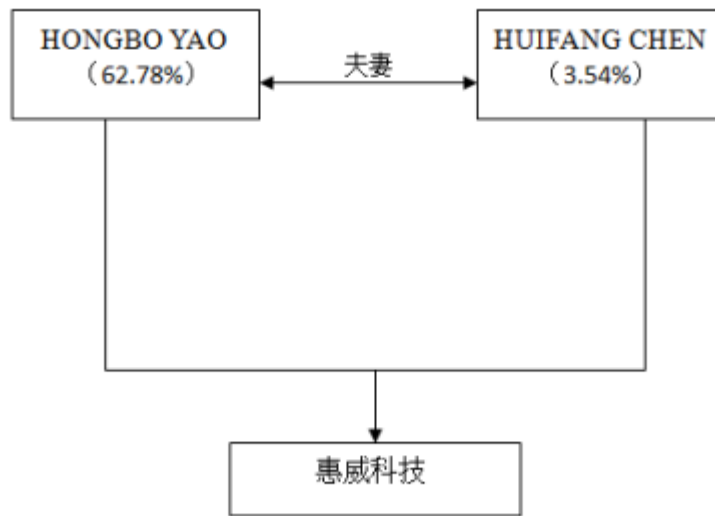 HONGBO YAO
（62.78%）
夫妻
HUIFANG CHEN
（3.54%）
惠威科技